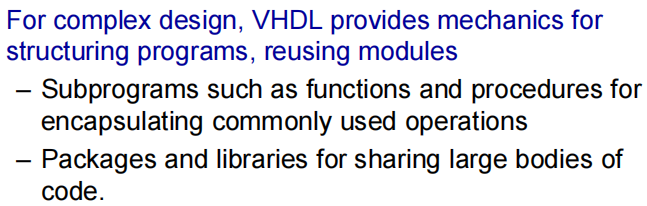 For complex design, VHDL provides mechanics for
structuring programs, reusing modules
– Subprograms such as functions and procedures for
encapsulating commonly used operations
– Packages and libraries for sharing large bodies of
code.